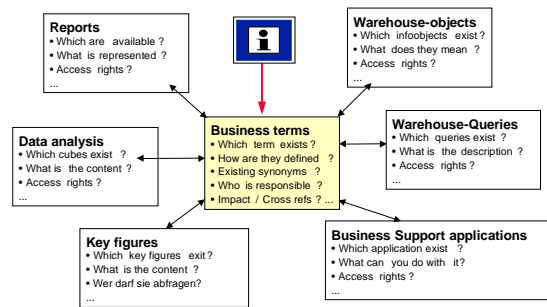 Reports
• Which are available ?
• What is represented ?
• Access rights ?
...
i
Warehouse-objects
• Which infoobjects exist ?
• What does they mean ?
• Access rights ?
...
Data analysis
• Which cubes exist ?
• What is the content ?
• Access rights ?
...
Business terms
• Which term exists ?
• How are they defined ?
• Existing synonyms ?
• Who is responsible ?
• Impact / Cross refs ? ...
Warehouse-Queries
• Which queries exist ?
• What is the description ?
• Access rights ?
...
Key figures
• Which key figures exit ?
• What is the content ?
• Wer darf sie abfragen?
...
Business Support applications
• Which application exist ?
• What can you do with it?
• Access rights ?
...